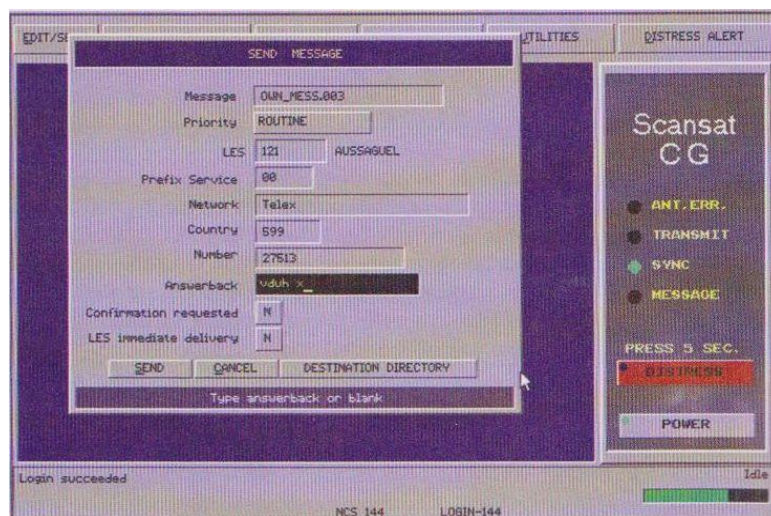 EDIT/SE
UTILITIES
DISTRESS ALERT
SEND MESSAGE
Message OWN_MESS.003
Priority ROUTINE
LES 121 AUSSAGUEL
Prefix Service 00
Network Telex
Country 599
Number 27513
Answerback vduh x_
Confirmation requested N
LES immediate delivery N
SEND CANCEL DESTINATION DIRECTORY
Type answerback or blank
Scansat
CG
ANT.ERR.
TRANSMIT
SYNC
MESSAGE
PRESS 5 SEC.
DISTRESS
POWER
Login succeeded
Idle
NCS 144 LOGIN-144